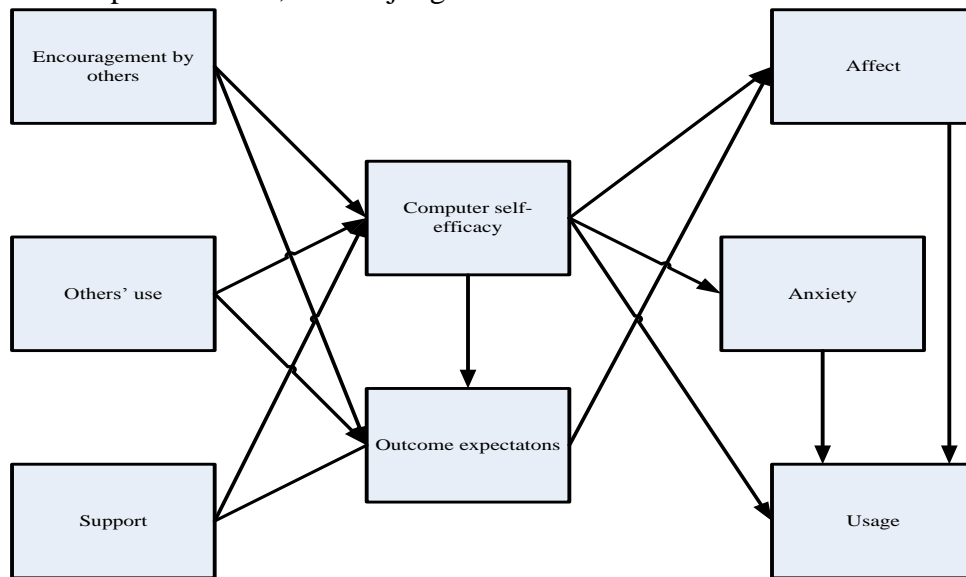 Encouragement by
others
Affect
Computer self-
efficacy
Others’ use
Anxiety
Outcome expectatons
Support
Usage